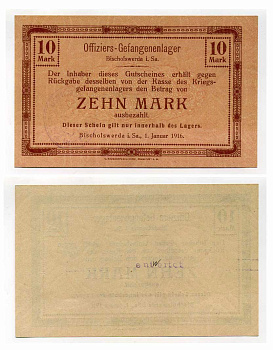 10
Mark
Offiziers-Gefangenenlager
Bischofswerda i. Sa.
10
Mark
Der Inhaber dieses Gutscheines erhält gegen
Rückgabe desselben von der Kasse des Kriegs-
gefangenenlagers den Betrag von
ZEHN MARK
ausbezahlt.
Dieser Schein gilt nur innerhalb des Lagers.
Bischofswerda i. Sa., 1. Januar 1916.
entwertet